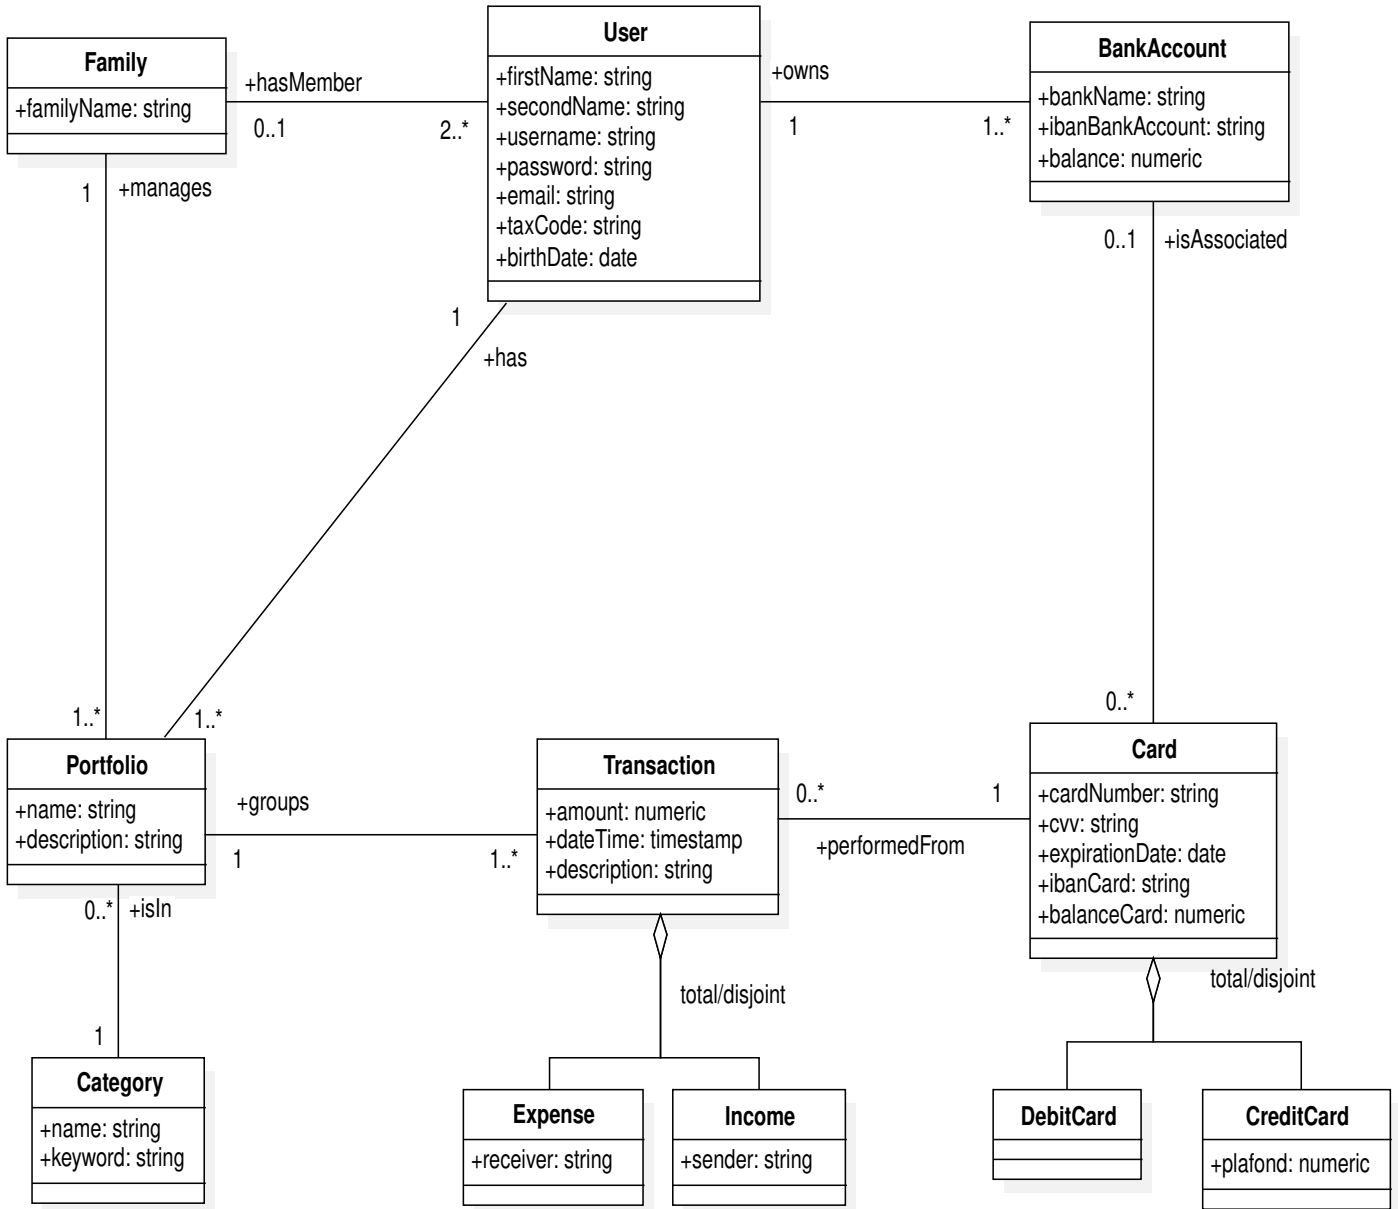 Family
+familyName: string
+hasMember
0..1
2..*
User
+firstName: string
+secondName: string
+username: string
+password: string
+email: string
+taxCode: string
+birthDate: date
+owns
1
1..*
BankAccount
+bankName: string
+ibanBankAccount: string
+balance: numeric
1
+manages
0..1
+isAssociated
1
+has
1..*
1..*
0..*
Portfolio
+name: string
+description: string
+groups
1
1..*
Transaction
+amount: numeric
+dateTime: timestamp
+description: string
0..*
1
+performedFrom
Card
+cardNumber: string
+cvv: string
+expirationDate: date
+ibanCard: string
+balanceCard: numeric
0..*
+isIn
1
total/disjoint
total/disjoint
Category
+name: string
+keyword: string
Expense
+receiver: string
Income
+sender: string
DebitCard
CreditCard
+plafond: numeric